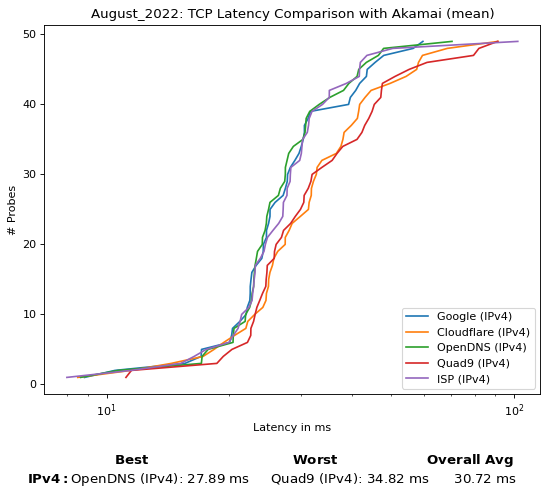 August_2022: TCP Latency Comparison with Akamai (mean)
50
40
30
20
10
0
# Probes
Google (IPv4)
Cloudflare (IPv4)
OpenDNS (IPv4)
Quad9 (IPv4)
ISP (IPv4)
10¹ 10²
Latency in ms
Best Worst Overall Avg
IPv4: OpenDNS (IPv4): 27.89 ms Quad9 (IPv4): 34.82 ms 30.72 ms